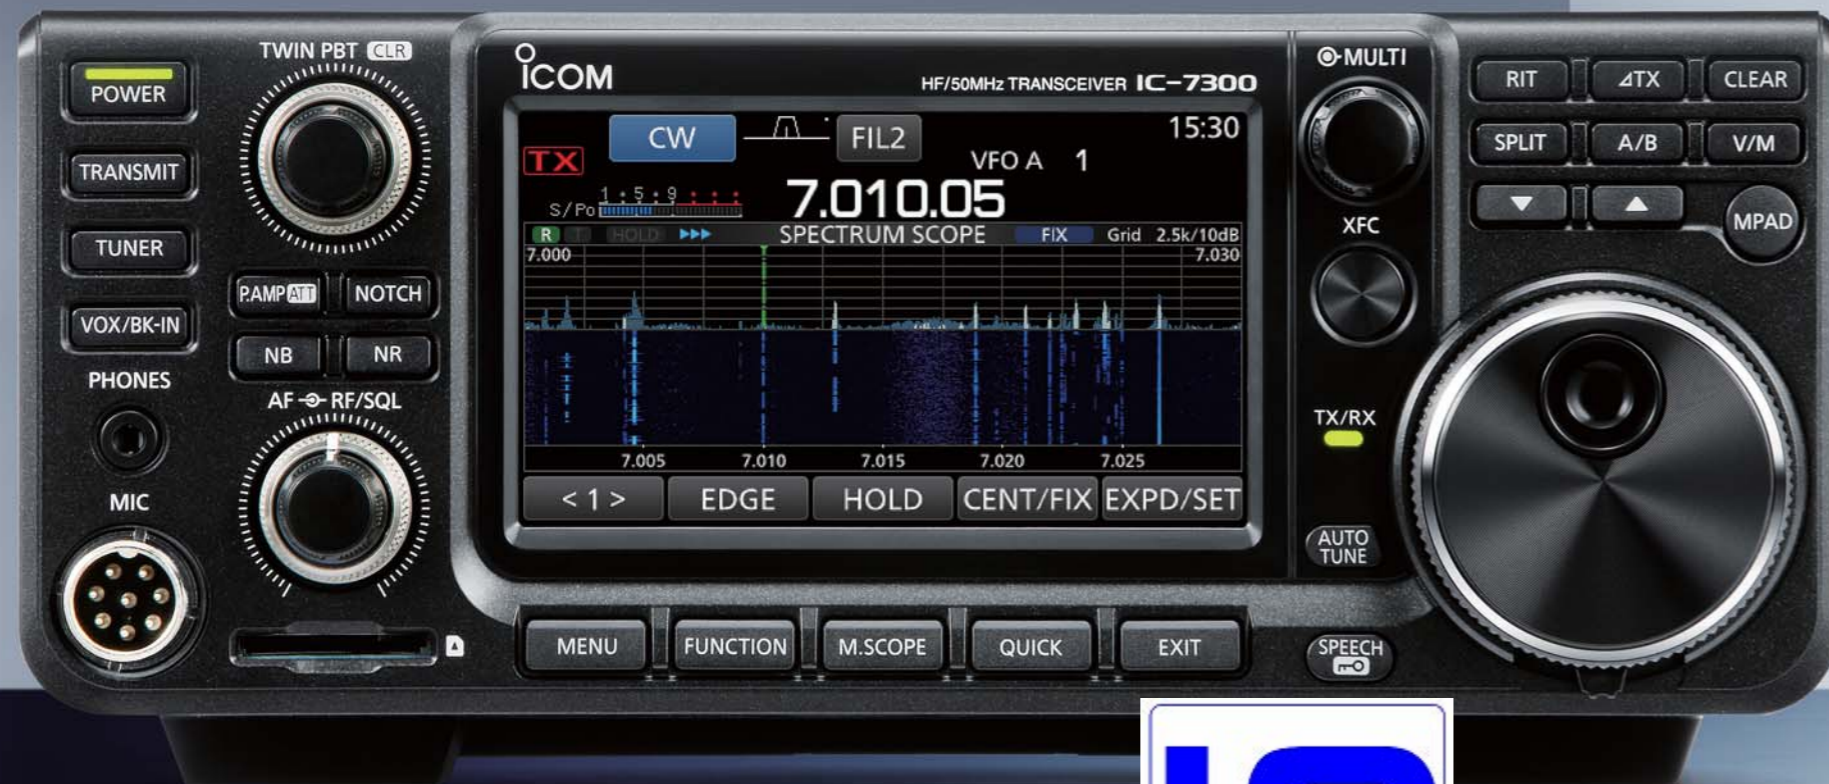 POWER
TRANSMIT
TUNER
VOX/BK-IN
PHONES
MIC
TWIN PBT CLR
P.AMP ATT
NOTCH
NB
NR
AF RF/SQL
ICOM
HF/50MHz TRANSCEIVER IC-7300
CW
FIL2
15:30
TX
VFO A 1
1 5 9
S/Po
7.010.05
R T HOLD SPECTRUM SCOPE FIX Grid 2.5k/10dB
7.000
7.030
7.005 7.010 7.015 7.020 7.025
< 1 > EDGE HOLD CENT/FIX EXPD/SET
MENU
FUNCTION
M.SCOPE
QUICK
EXIT
MULTI
XFC
TX/RX
AUTO
TUNE
SPEECH
RIT
⊿TX
CLEAR
SPLIT
A/B
V/M
▼
▲
MPAD